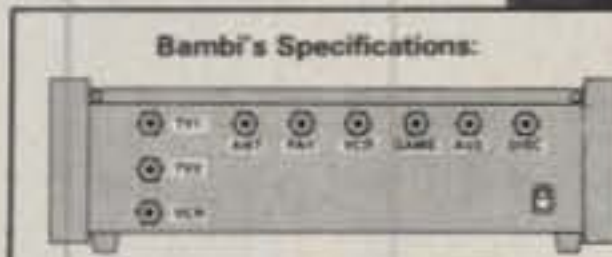 Bambi's Specifications:
TV1
ANT PAY VCR GAME AUX DISC
TV2
VCR